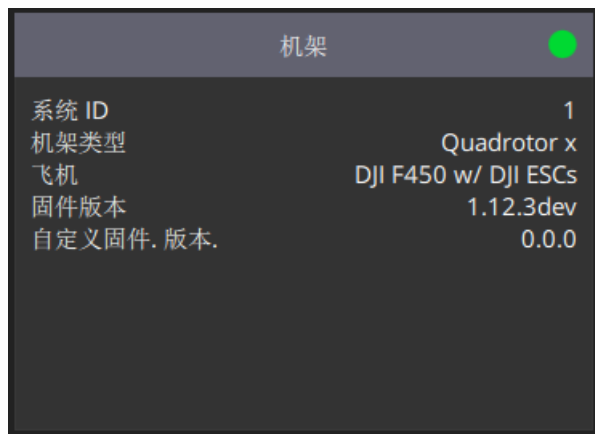 机架
系统 ID 1
机架类型 Quadrotor x
飞机 DJI F450 w/ DJI ESCs
固件版本 1.12.3dev
自定义固件. 版本. 0.0.0